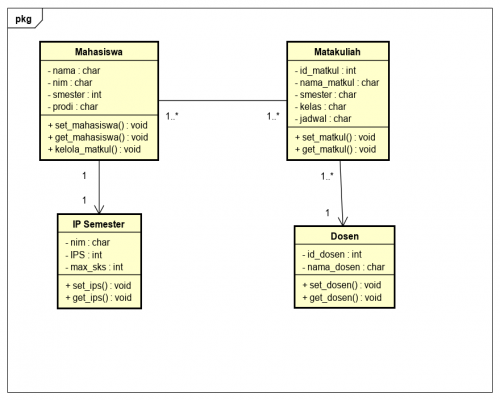 pkg
Mahasiswa
- nama : char
- nim : char
- smester : int
- prodi : char
+ set_mahasiswa() : void
+ get_mahasiswa() : void
+ kelola_matkul() : void
Matakuliah
- id_matkul : int
- nama_matkul : char
- smester : char
- kelas : char
- jadwal : char
+ set_matkul() : void
+ get_matkul() : void
1..*
1..*
1
1
1..*
1
IP Semester
- nim : char
- IPS : int
- max_sks : int
+ set_ips() : void
+ get_ips() : void
Dosen
- id_dosen : int
- nama_dosen : char
+ set_dosen() : void
+ get_dosen() : void